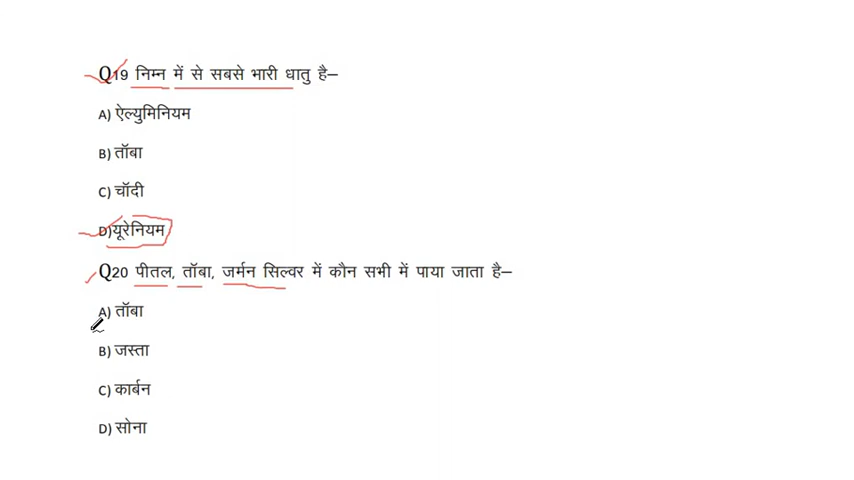 Q19 निम्न में से सबसे भारी धातु है–
A) ऐल्युमिनियम
B) ताँबा
C) चाँदी
D)यूरेनियम
Q20 पीतल, ताँबा, जर्मन सिल्वर में कौन सभी में पाया जाता है–
A) ताँबा
B) जस्ता
C) कार्बन
D) सोना